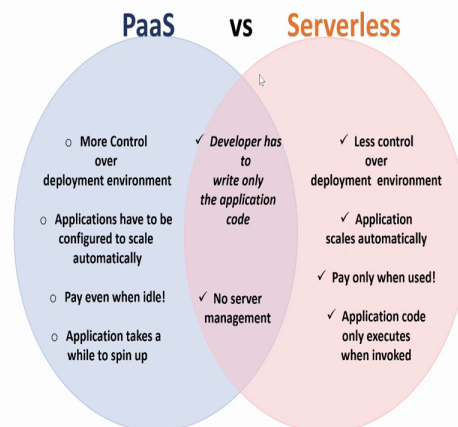 PaaS vs Serverless
o More Control
over
deployment environment
o Applications have to be
configured to scale
automatically
o Pay even when idle!
o Application takes a
while to spin up
✓ Developer has
to
write only
the application
code
✓ No server
management
✓ Less control
over
deployment environment
✓ Application
scales automatically
✓ Pay only when used!
✓ Application code
only executes
when invoked